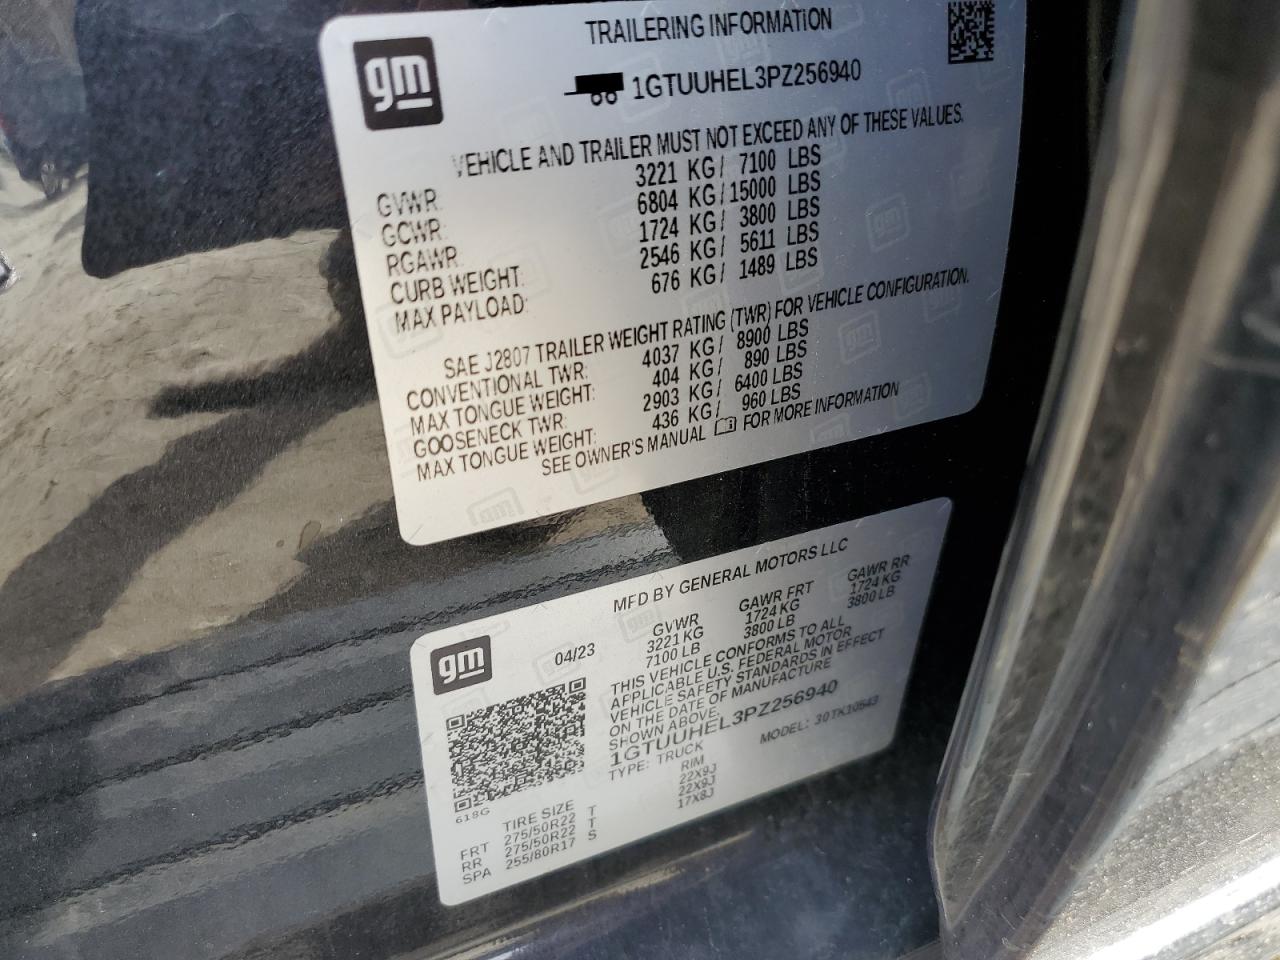 gm
TRAILERING INFORMATION
1GTUUHEL3PZ256940
VEHICLE AND TRAILER MUST NOT EXCEED ANY OF THESE VALUES.
GVWR: 3221 KG/ 7100 LBS
GCWR: 6804 KG/15000 LBS
RGAWR: 1724 KG/ 3800 LBS
CURB WEIGHT: 2546 KG/ 5611 LBS
MAX PAYLOAD: 676 KG/ 1489 LBS
SAE J2807 TRAILER WEIGHT RATING (TWR) FOR VEHICLE CONFIGURATION.
CONVENTIONAL TWR: 4037 KG/ 8900 LBS
MAX TONGUE WEIGHT: 404 KG/ 890 LBS
GOOSENECK TWR: 2903 KG/ 6400 LBS
MAX TONGUE WEIGHT: 436 KG/ 960 LBS
SEE OWNER'S MANUAL FOR MORE INFORMATION
MFD BY GENERAL MOTORS LLC
gm
04/23
GVWR GAWR FRT GAWR RR
3221 KG 1724 KG 1724 KG
7100 LB 3800 LB 3800 LB
THIS VEHICLE CONFORMS TO ALL
APPLICABLE U.S. FEDERAL MOTOR
VEHICLE SAFETY STANDARDS IN EFFECT
ON THE DATE OF MANUFACTURE
SHOWN ABOVE.
1GTUUHEL3PZ256940
TYPE: TRUCK MODEL: 30TK10543
618G
TIRE SIZE RIM
FRT 275/50R22 T 22X9J
RR 275/50R22 T 22X9J
SPA 255/80R17 S 17X8J